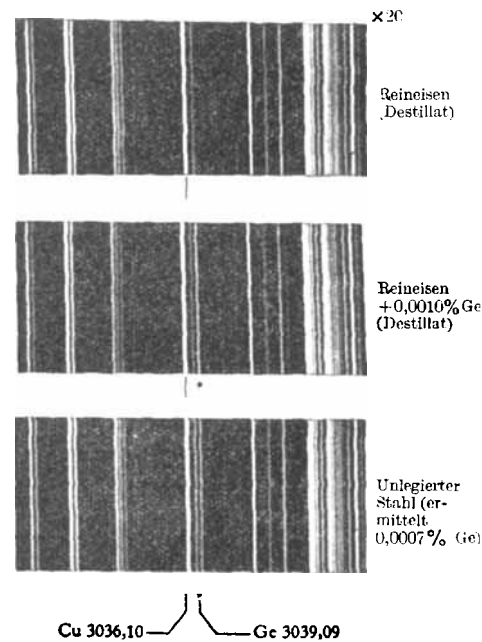 ×20
Reineisen
(Destillat)
Reineisen
+0,0010% Ge
(Destillat)
Unlegierter
Stahl (er-
mittelt
0,0007% Ge)
Cu 3036,10
Ge 3039,09